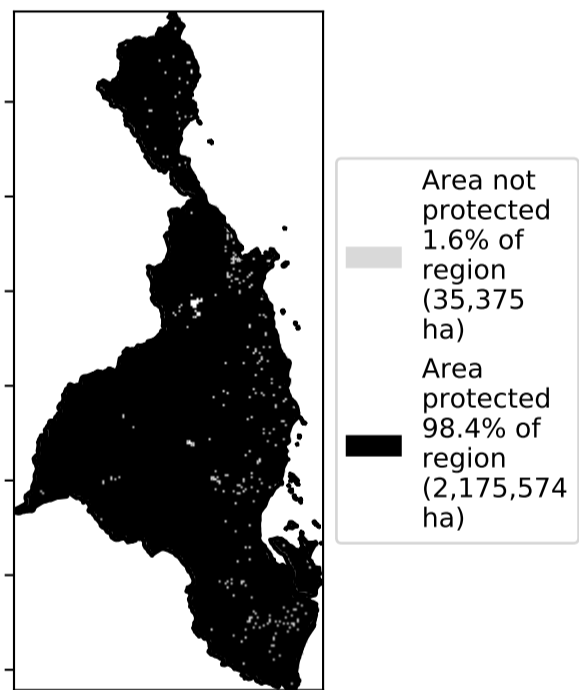 Area not
protected
1.6% of
region
(35,375
ha)
Area
protected
98.4% of
region
(2,175,574
ha)